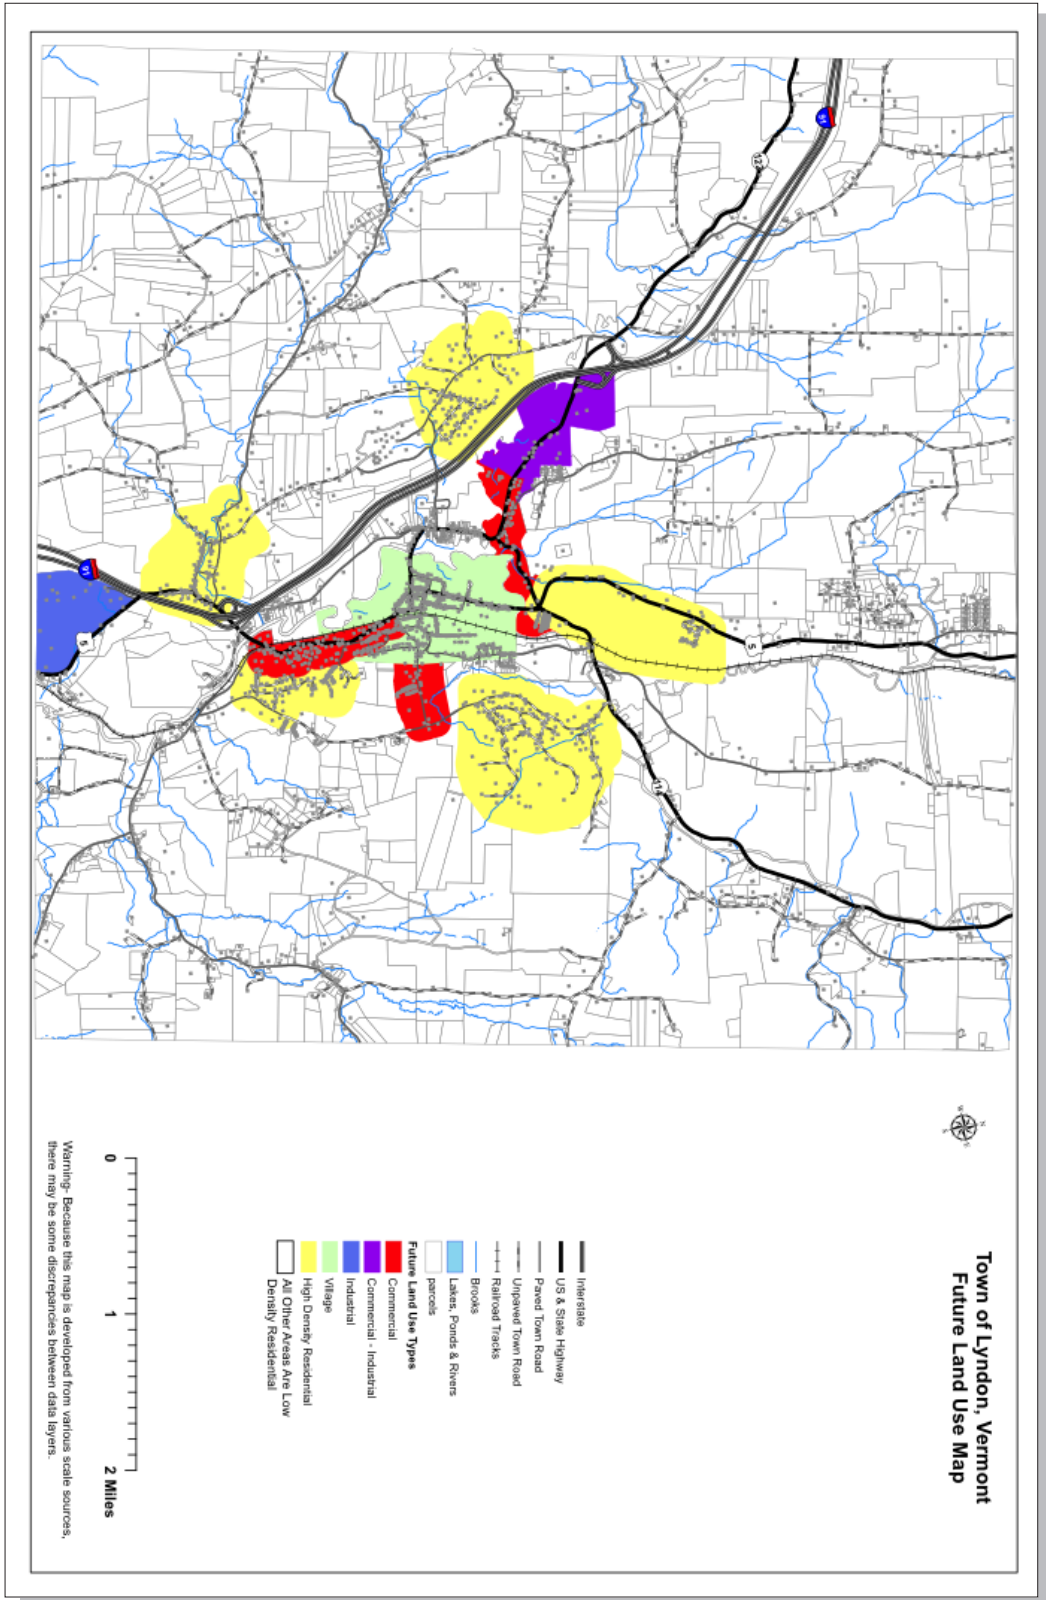 Town of Lyndon, Vermont
Future Land Use Map
N
W
E
S
Interstate
US & State Highway
Paved Town Road
Unpaved Town Road
Railroad Tracks
Brooks
Lakes, Ponds & Rivers
parcels
Future Land Use Types
Commercial
Commercial - Industrial
Industrial
Village
High Density Residential
All Other Areas Are Low
Density Residential
0
1
2 Miles
Warning- Because this map is developed from various scale sources,
there may be some discrepancies between data layers.
91
122
5
114
91
5